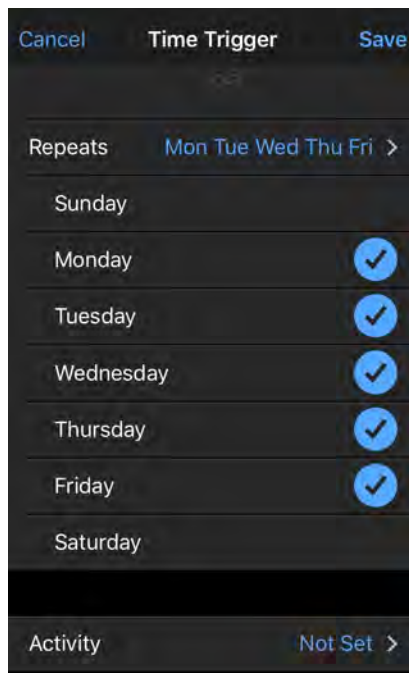 Cancel Time Trigger Save
Repeats Mon Tue Wed Thu Fri >
Sunday
Monday
Tuesday
Wednesday
Thursday
Friday
Saturday
Activity Not Set >